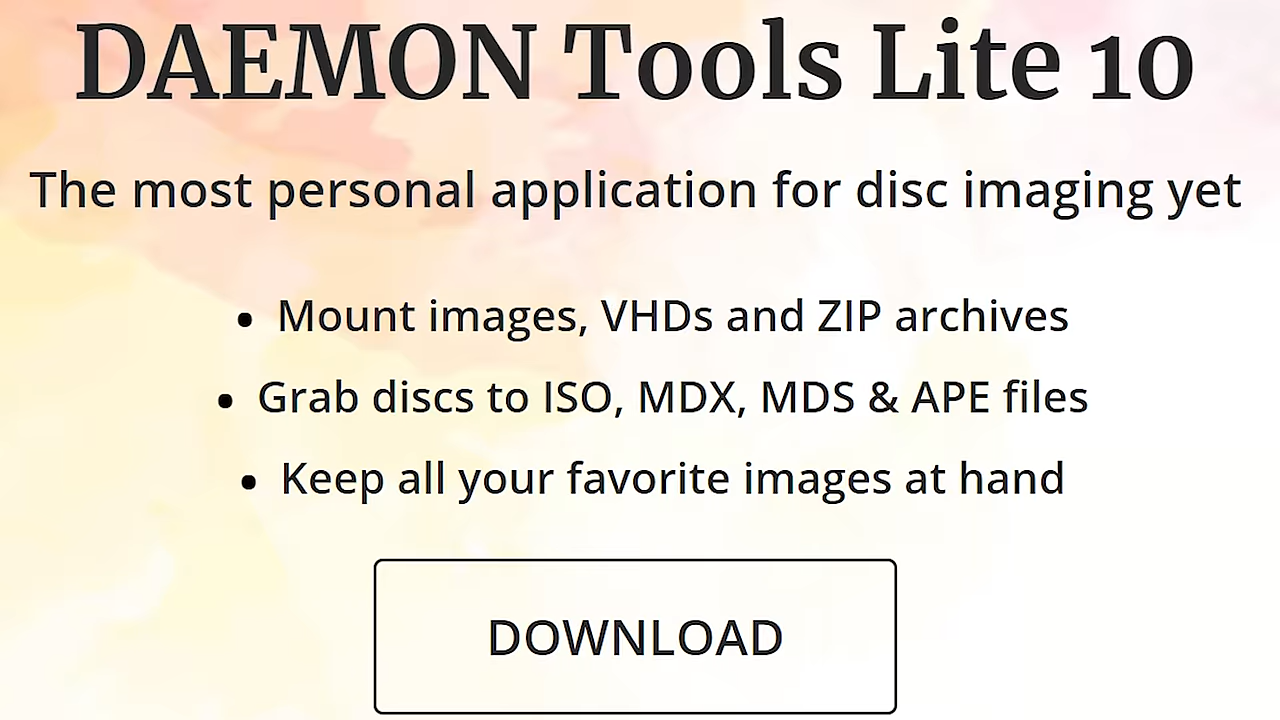 DAEMON Tools Lite 10
The most personal application for disc imaging yet
• Mount images, VHDs and ZIP archives
• Grab discs to ISO, MDX, MDS & APE files
• Keep all your favorite images at hand
DOWNLOAD